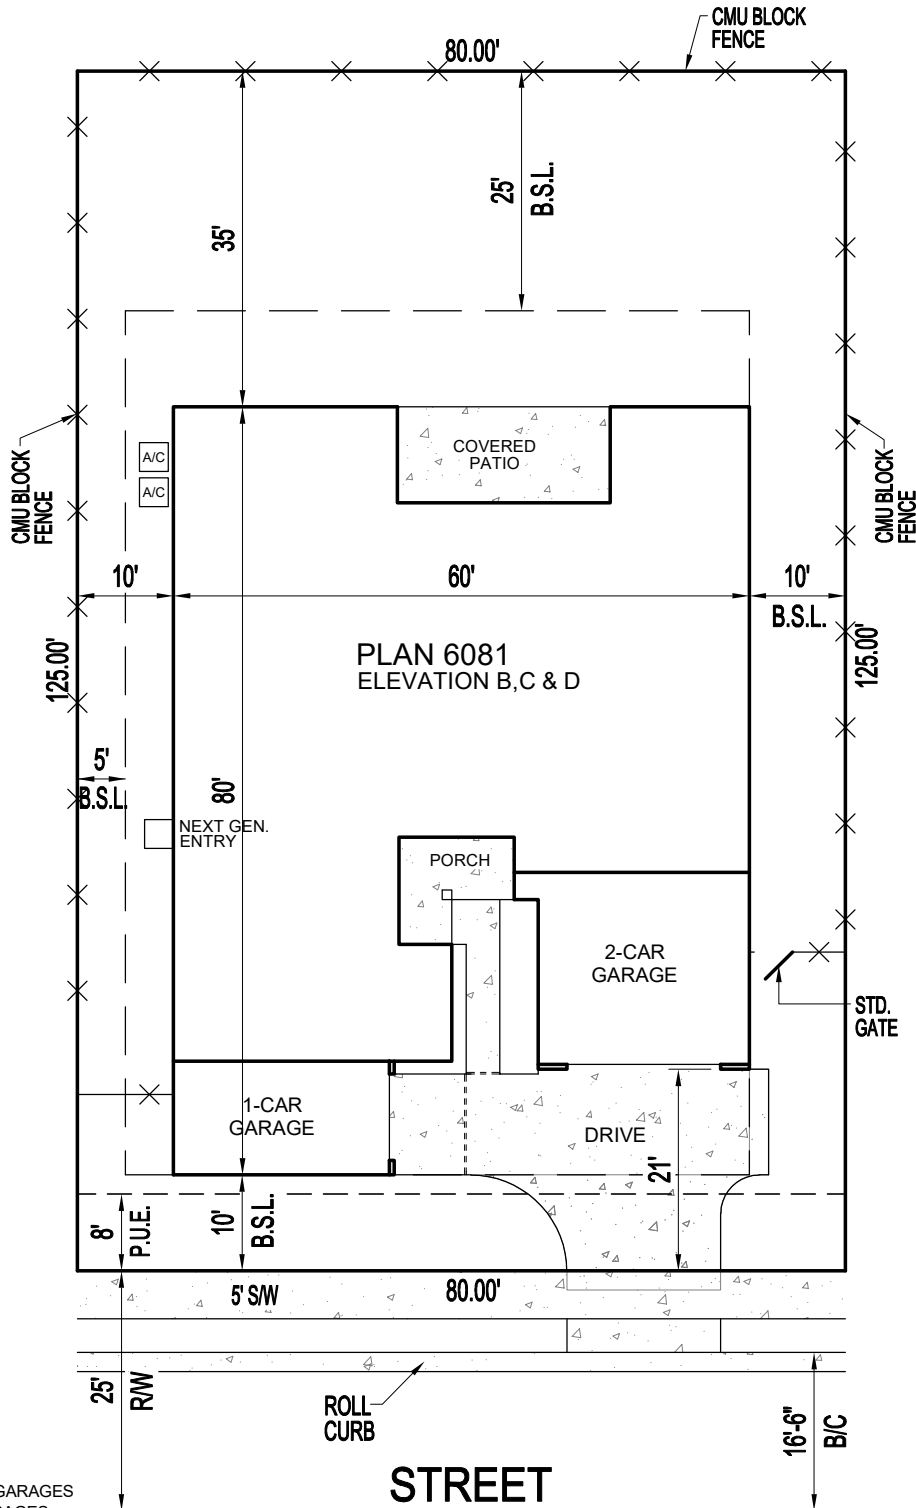 CMU BLOCK
FENCE
80.00'
25'
B.S.L.
35'
COVERED
PATIO
A/C
A/C
CMU BLOCK
FENCE
CMU BLOCK
FENCE
10'
60'
10'
B.S.L.
125.00'
125.00'
PLAN 6081
ELEVATION B,C & D
5'
B.S.L.
80'
NEXT GEN.
ENTRY
PORCH
2-CAR
GARAGE
STD.
GATE
1-CAR
GARAGE
DRIVE
21'
8'
P.U.E.
10'
B.S.L.
5' S/W
80.00'
25'
R/W
ROLL
CURB
16'-6"
B/C
STREET
GARAGES